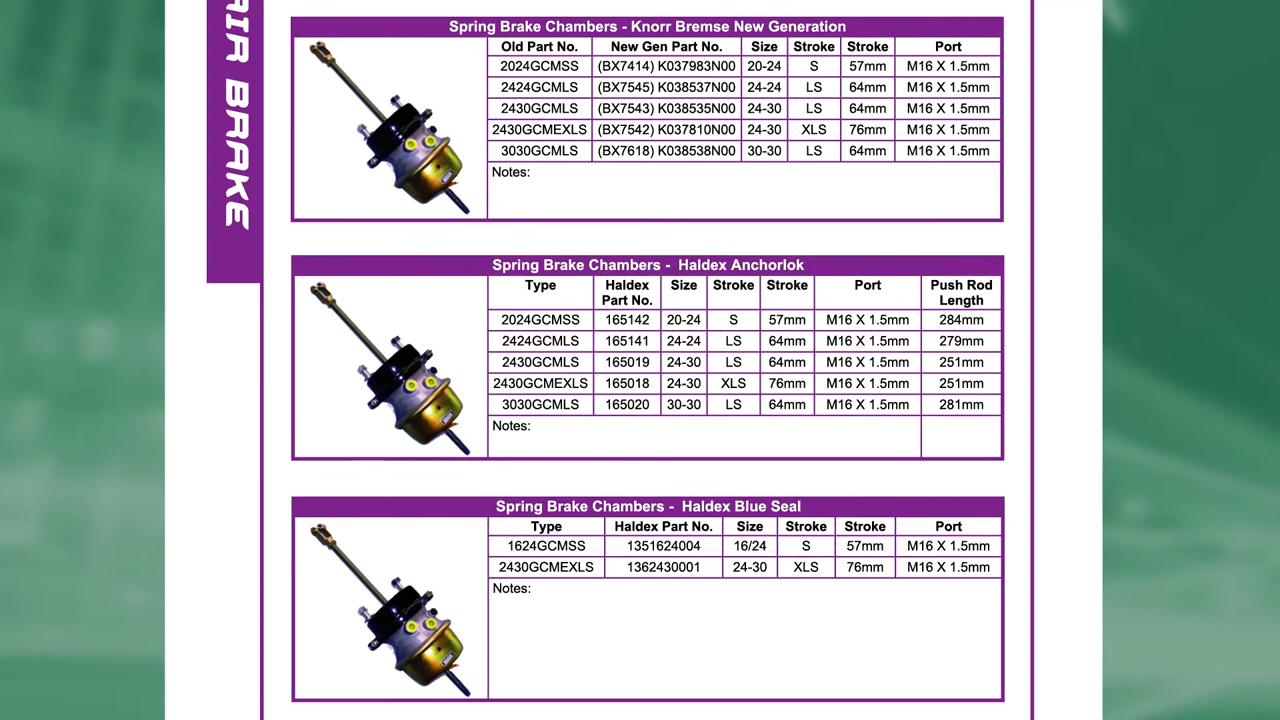 AIR BRAKE
Spring Brake Chambers - Knorr Bremse New Generation
Old Part No. New Gen Part No. Size Stroke Stroke Port
2024GCMSS (BX7414) K037983N00 20-24 S 57mm M16 X 1.5mm
2424GCMLS (BX7545) K038537N00 24-24 LS 64mm M16 X 1.5mm
2430GCMLS (BX7543) K038535N00 24-30 LS 64mm M16 X 1.5mm
2430GCMEXLS (BX7542) K037810N00 24-30 XLS 76mm M16 X 1.5mm
3030GCMLS (BX7618) K038538N00 30-30 LS 64mm M16 X 1.5mm
Notes:
Spring Brake Chambers - Haldex Anchorlok
Type Haldex Part No. Size Stroke Stroke Port Push Rod Length
2024GCMSS 165142 20-24 S 57mm M16 X 1.5mm 284mm
2424GCMLS 165141 24-24 LS 64mm M16 X 1.5mm 279mm
2430GCMLS 165019 24-30 LS 64mm M16 X 1.5mm 251mm
2430GCMEXLS 165018 24-30 XLS 76mm M16 X 1.5mm 251mm
3030GCMLS 165020 30-30 LS 64mm M16 X 1.5mm 281mm
Notes:
Spring Brake Chambers - Haldex Blue Seal
Type Haldex Part No. Size Stroke Stroke Port
1624GCMSS 1351624004 16/24 S 57mm M16 X 1.5mm
2430GCMEXLS 1362430001 24-30 XLS 76mm M16 X 1.5mm
Notes: